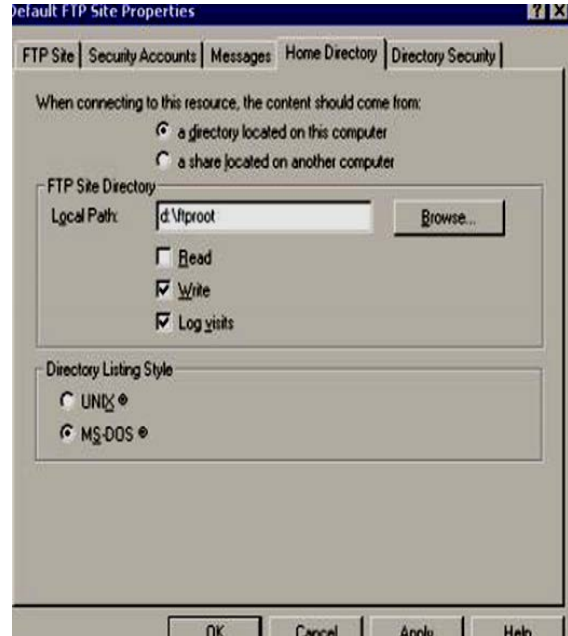 Default FTP Site Properties
FTP Site Security Accounts Messages Home Directory Directory Security
When connecting to this resource, the content should come from:
a directory located on this computer
a share located on another computer
FTP Site Directory
Local Path: d:\ftproot Browse...
Read
Write
Log visits
Directory Listing Style
UNIX ®
MS-DOS ®
OK Cancel Apply Help